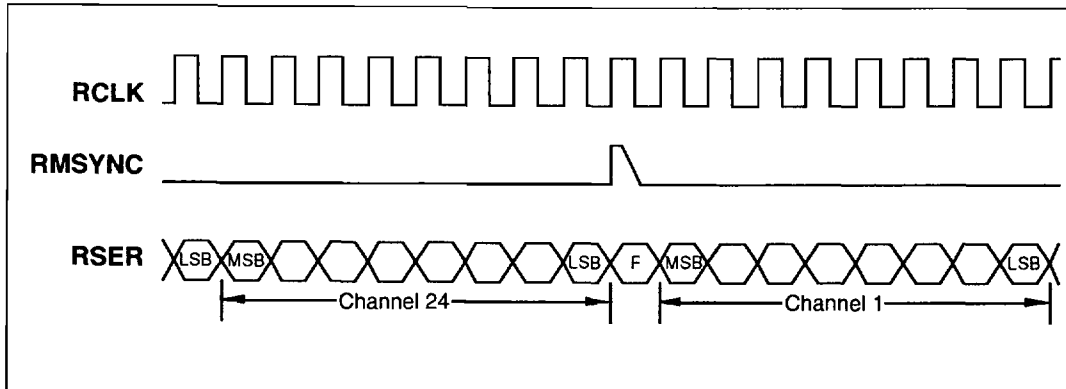 RCLK
RMSYNC
RSER
LSB MSB LSB F MSB LSB
Channel 24 Channel 1